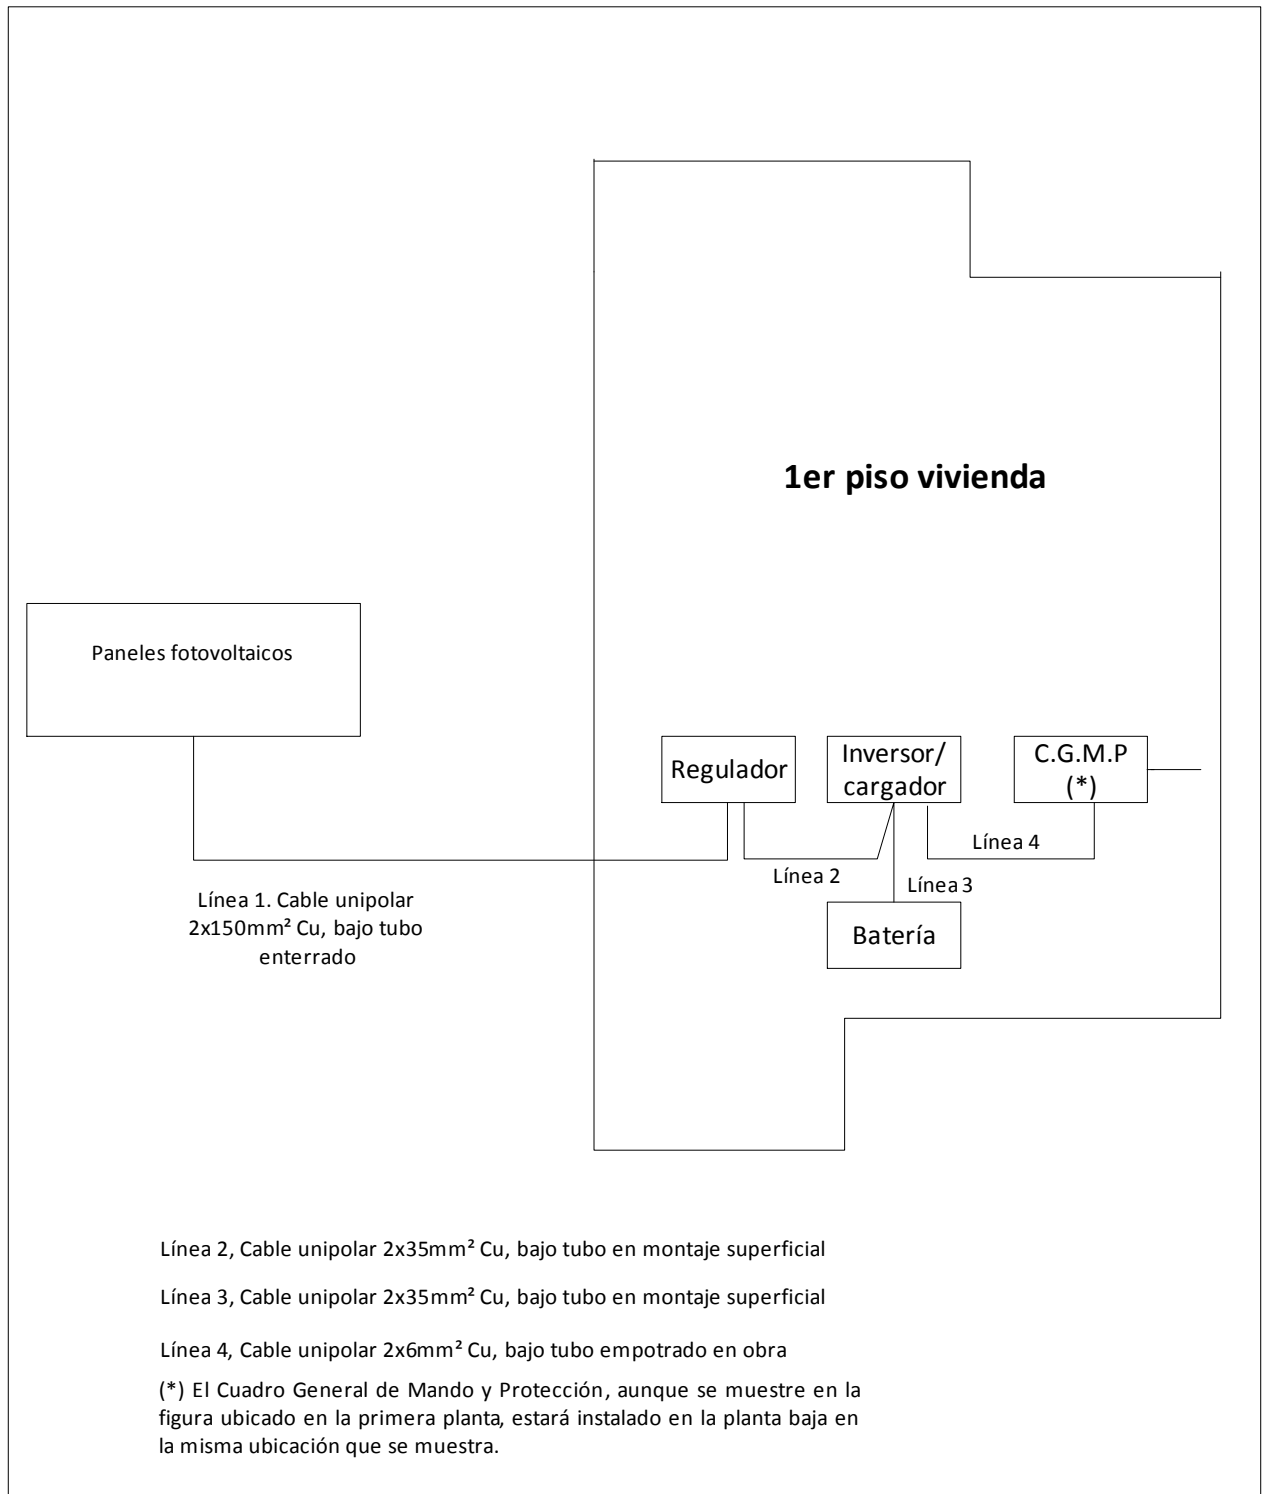 1er piso vivienda
Paneles fotovoltaicos
Regulador
Inversor/
cargador
C.G.M.P
(*)
Línea 4
Línea 2
Línea 3
Batería
Línea 1. Cable unipolar
2x150mm² Cu, bajo tubo
enterrado
Línea 2, Cable unipolar 2x35mm² Cu, bajo tubo en montaje superficial
Línea 3, Cable unipolar 2x35mm² Cu, bajo tubo en montaje superficial
Línea 4, Cable unipolar 2x6mm² Cu, bajo tubo empotrado en obra
(*) El Cuadro General de Mando y Protección, aunque se muestre en la
figura ubicado en la primera planta, estará instalado en la planta baja en
la misma ubicación que se muestra.